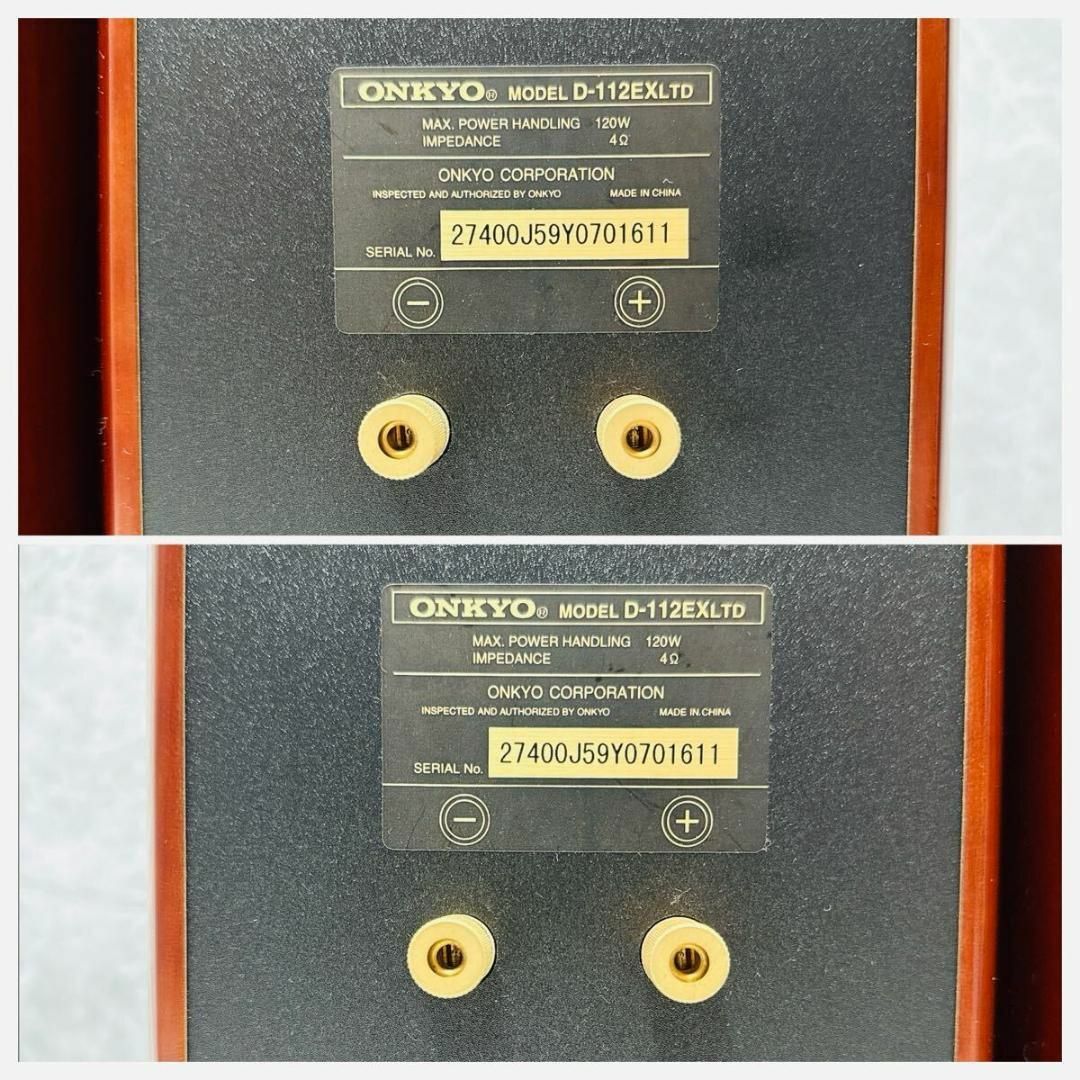 ONKYO® MODEL D-112EXLTD
MAX. POWER HANDLING 120W
IMPEDANCE 4Ω
ONKYO CORPORATION
INSPECTED AND AUTHORIZED BY ONKYO MADE IN CHINA
SERIAL No. 27400J59Y0701611
− +
ONKYO® MODEL D-112EXLTD
MAX. POWER HANDLING 120W
IMPEDANCE 4Ω
ONKYO CORPORATION
INSPECTED AND AUTHORIZED BY ONKYO MADE IN CHINA
SERIAL No. 27400J59Y0701611
− +